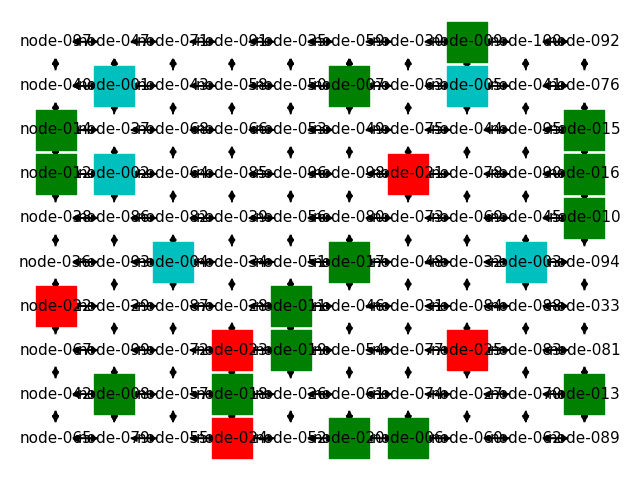 node-097 node-047 node-071 node-091 node-035 node-059 node-030 node-009 node-100 node-092
node-040 node-001 node-043 node-058 node-050 node-007 node-063 node-005 node-041 node-076
node-014 node-037 node-068 node-066 node-053 node-049 node-075 node-044 node-095 node-015
node-012 node-002 node-064 node-085 node-096 node-098 node-021 node-078 node-090 node-016
node-038 node-086 node-082 node-039 node-056 node-080 node-073 node-069 node-045 node-010
node-036 node-093 node-004 node-034 node-051 node-017 node-048 node-032 node-003 node-094
node-022 node-029 node-087 node-028 node-011 node-046 node-031 node-084 node-088 node-033
node-067 node-099 node-072 node-023 node-019 node-054 node-077 node-025 node-083 node-081
node-042 node-008 node-057 node-018 node-026 node-061 node-074 node-027 node-070 node-013
node-065 node-079 node-055 node-024 node-052 node-020 node-006 node-060 node-062 node-089